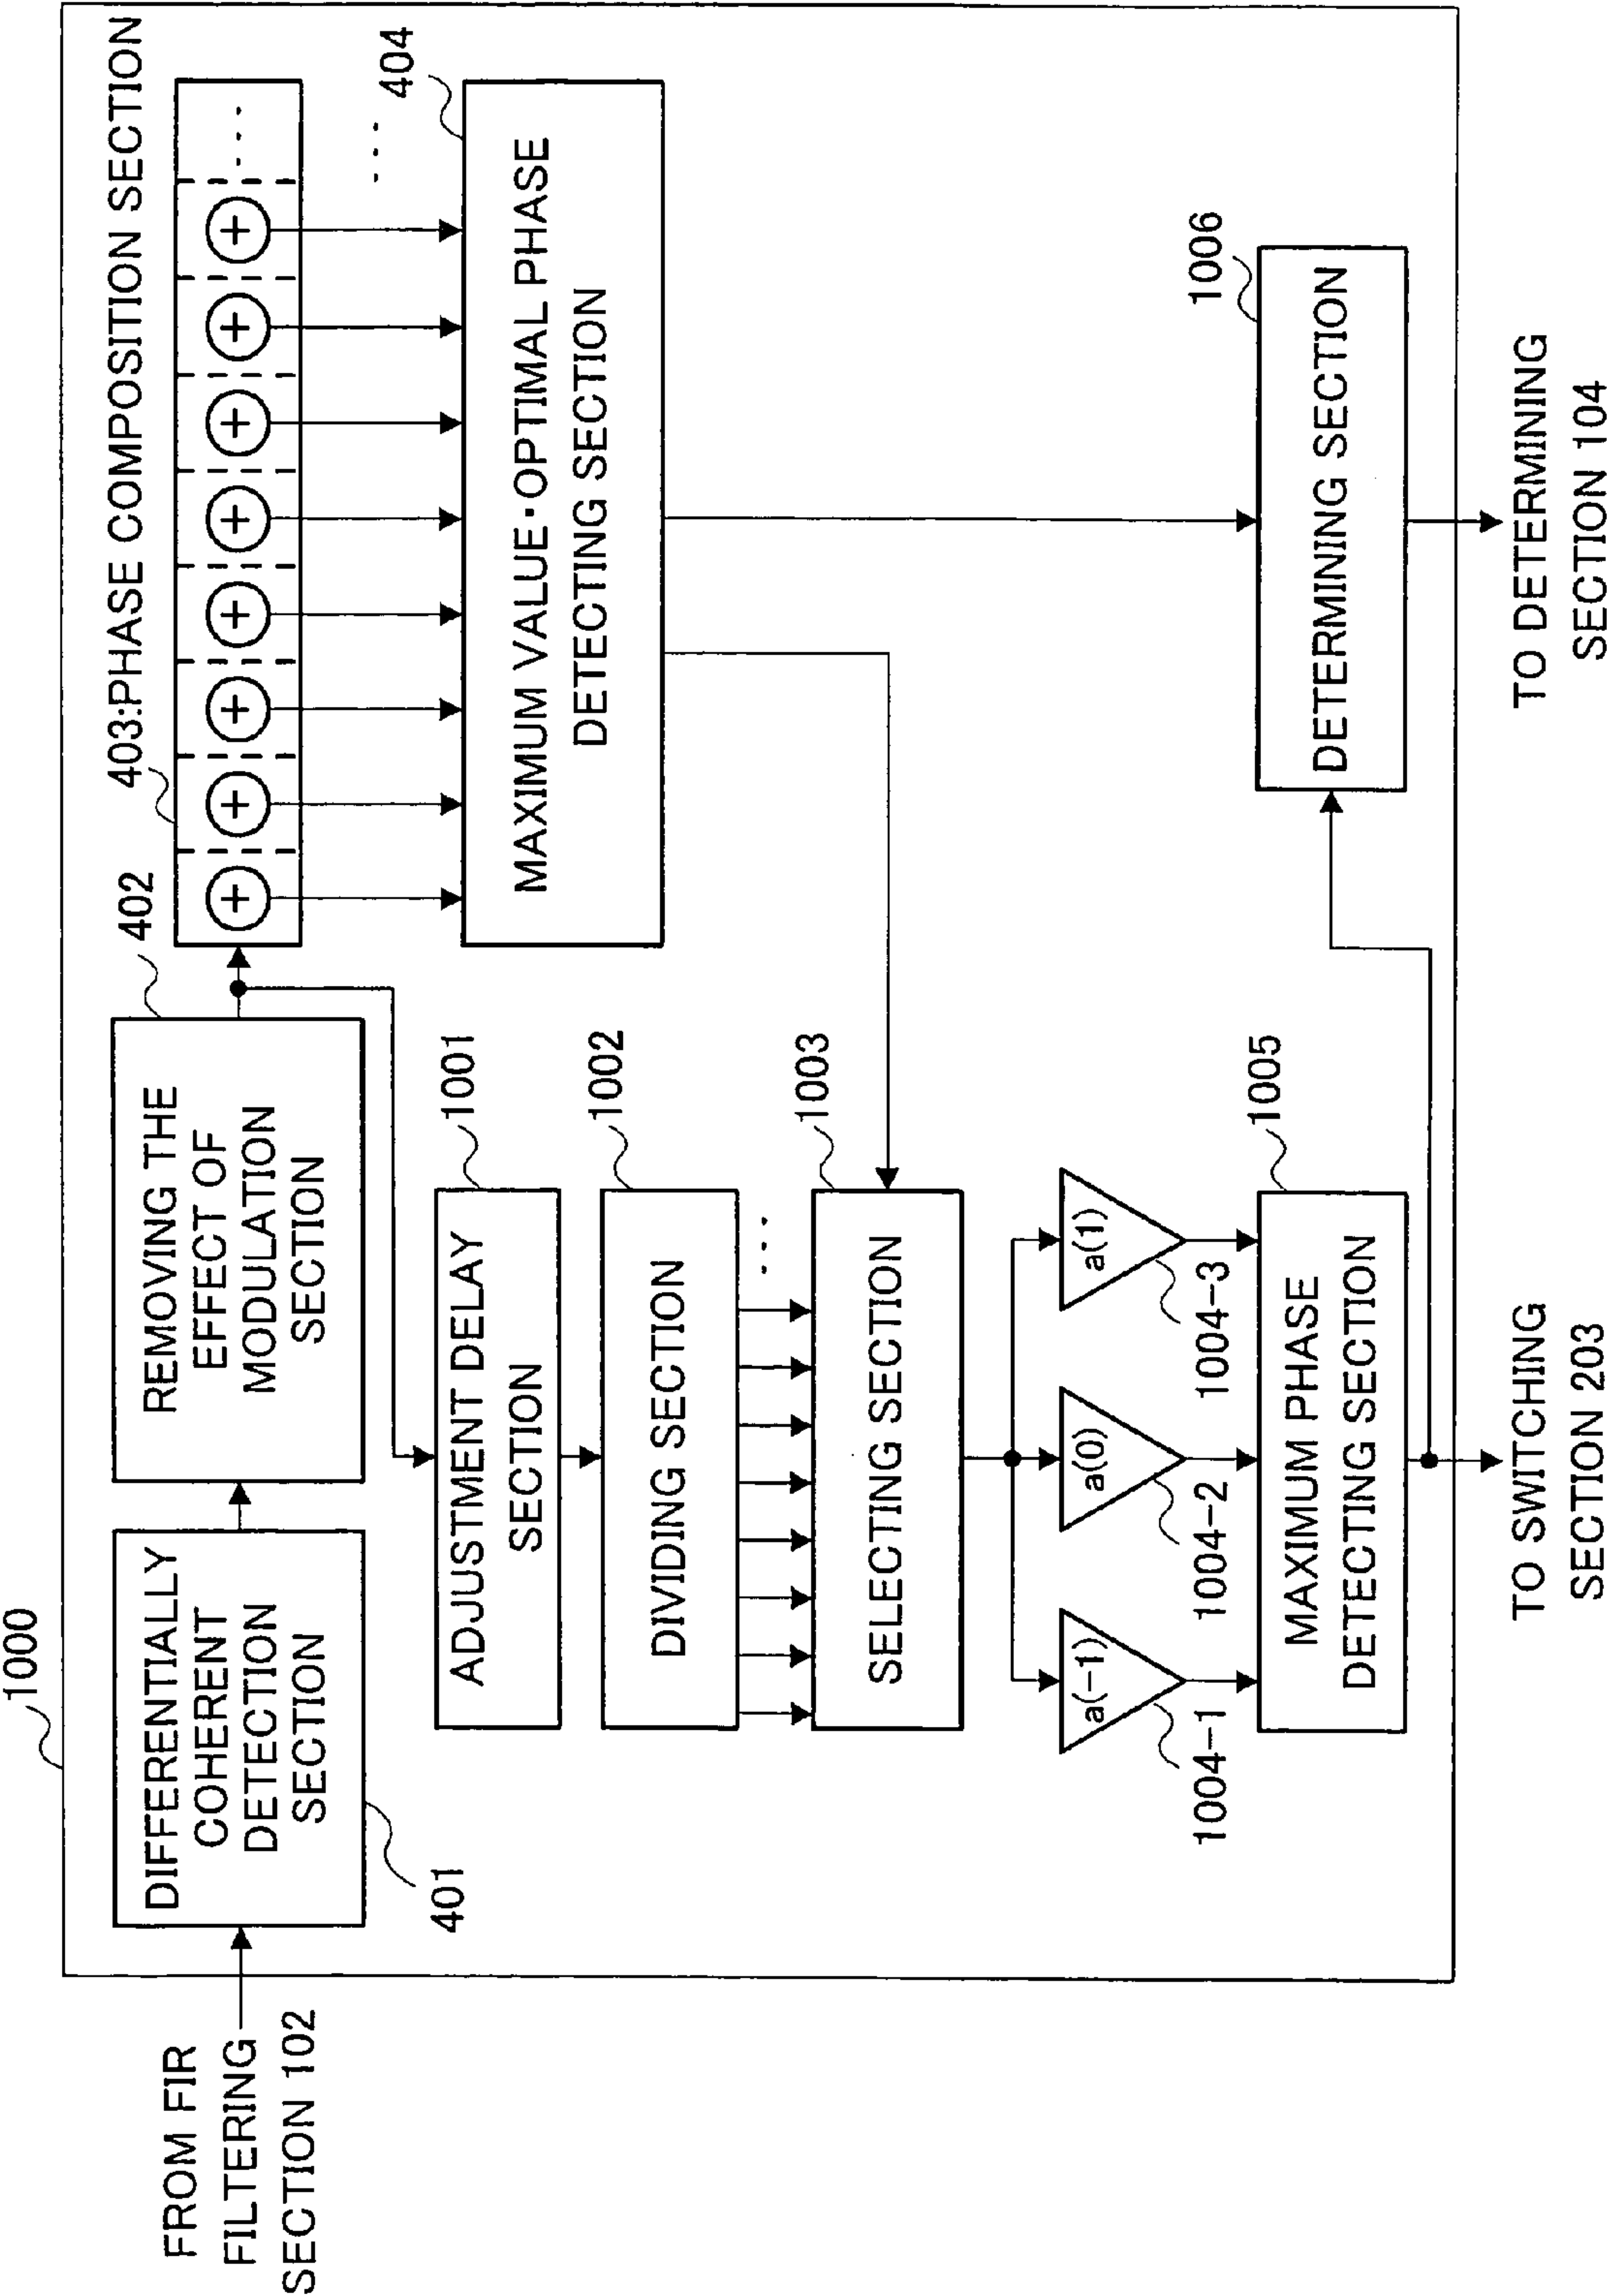 1000
FROM FIR
FILTERING
SECTION 102
DIFFERENTIALLY
COHERENT
DETECTION
SECTION
401
REMOVING THE
EFFECT OF
MODULATION
SECTION
402
403:PHASE COMPOSITION SECTION
+ + + + + + + + ...
...
404
MAXIMUM VALUE·OPTIMAL PHASE
DETECTING SECTION
ADJUSTMENT DELAY
SECTION
1001
DIVIDING SECTION
1002
...
SELECTING SECTION
1003
a(-1)
a(0)
a(1)
1004-1
1004-2
1004-3
MAXIMUM PHASE
DETECTING SECTION
1005
DETERMINING SECTION
1006
TO SWITCHING
SECTION 203
TO DETERMINING
SECTION 104